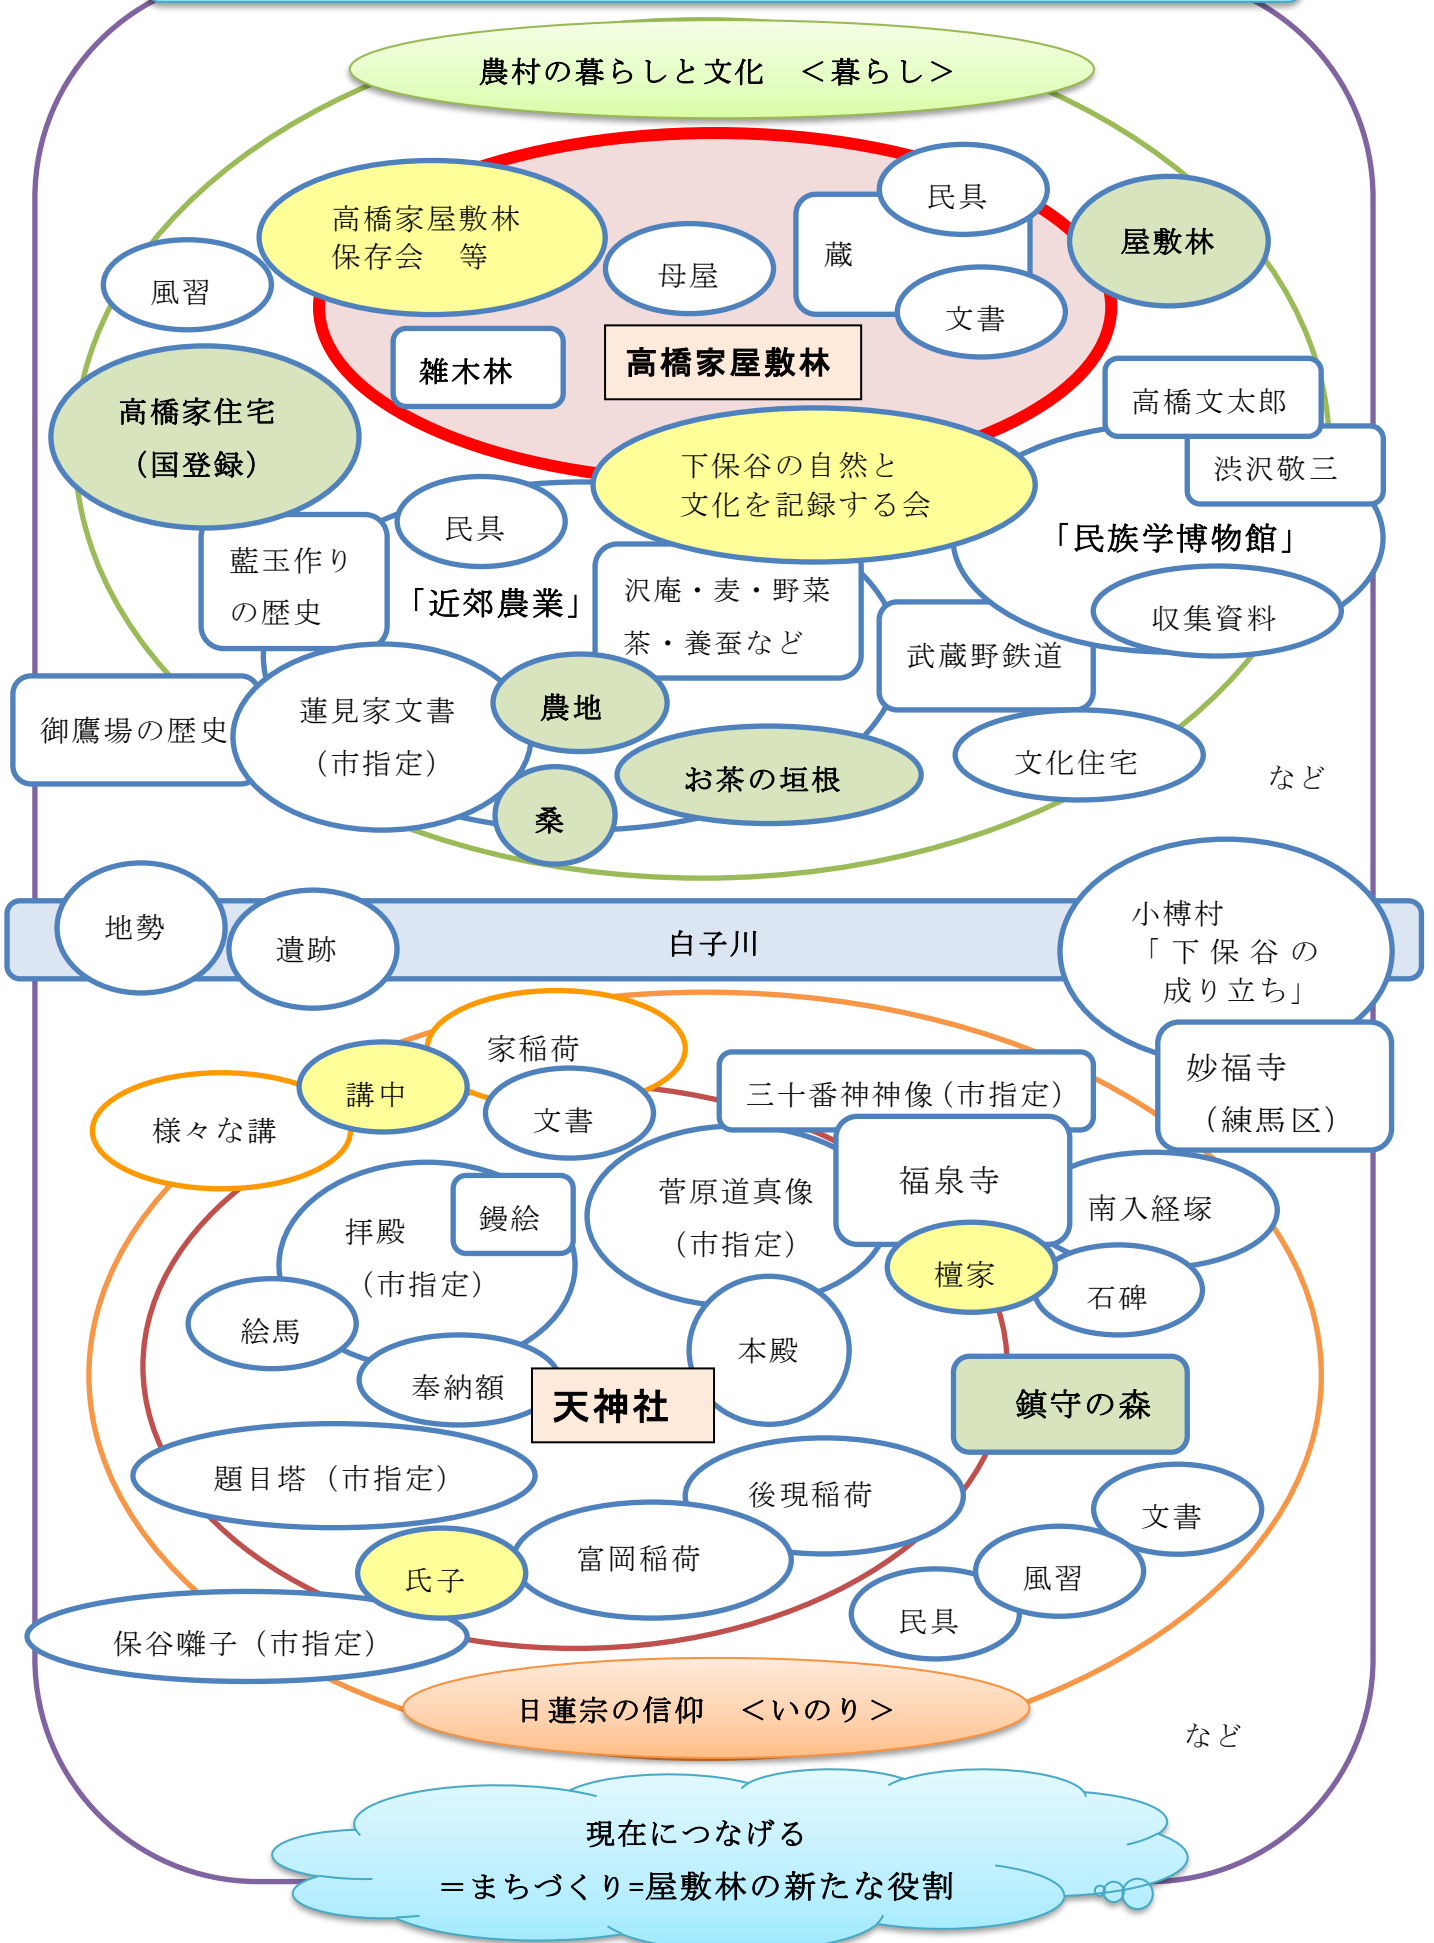 農村の暮らしと文化　＜暮らし＞
高橋家屋敷林
保存会　等
民具
蔵
屋敷林
母屋
風習
文書
雑木林
高橋家屋敷林
高橋家住宅
（国登録）
高橋文太郎
渋沢敬三
下保谷の自然と
文化を記録する会
民具
「民族学博物館」
藍玉作り
の歴史
「近郊農業」
沢庵・麦・野菜
茶・養蚕など
収集資料
武蔵野鉄道
御鷹場の歴史
蓮見家文書
（市指定）
農地
お茶の垣根
文化住宅
など
桑
地勢
遺跡
白子川
小榑村
「下保谷の
成り立ち」
妙福寺
（練馬区）
家稲荷
講中
文書
様々な講
三十番神神像（市指定）
福泉寺
菅原道真像
（市指定）
南入経塚
鏝絵
拝殿
（市指定）
檀家
石碑
絵馬
本殿
奉納額
天神社
鎮守の森
題目塔（市指定）
後現稲荷
文書
富岡稲荷
氏子
風習
民具
保谷囃子（市指定）
日蓮宗の信仰　＜いのり＞
など
現在につなげる
＝まちづくり=屋敷林の新たな役割